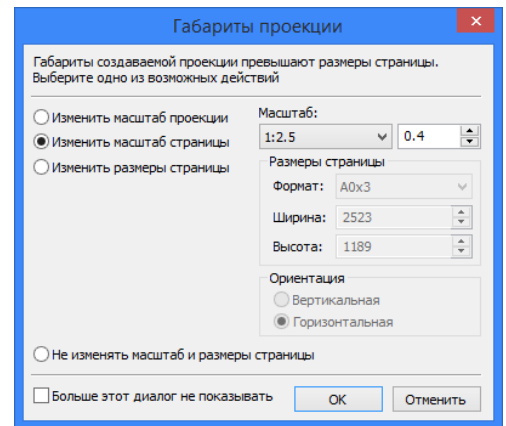 Габариты проекции
Габариты создаваемой проекции превышают размеры страницы.
Выберите одно из возможных действий
Изменить масштаб проекции
Изменить масштаб страницы
Изменить размеры страницы
Масштаб:
1:2.5 0.4
Размеры страницы
Формат: A0x3
Ширина: 2523
Высота: 1189
Ориентация
Вертикальная
Горизонтальная
Не изменять масштаб и размеры страницы
Больше этот диалог не показывать
OK Отменить